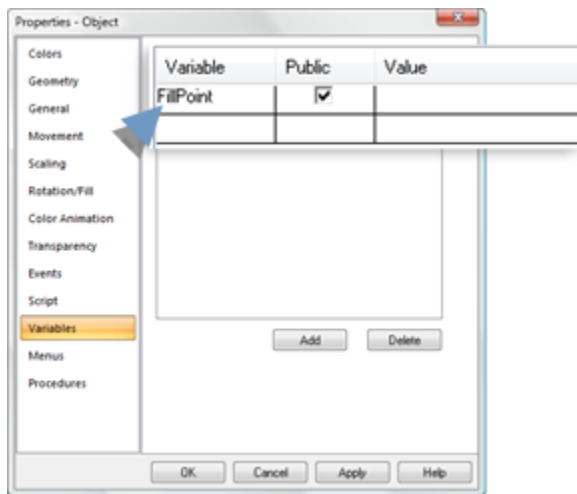 Properties - Object
Colors
Geometry
General
Movement
Scaling
Rotation/Fill
Color Animation
Transparency
Events
Script
Variables
Menus
Procedures
Variable Public Value
FillPoint
Add Delete
OK Cancel Apply Help